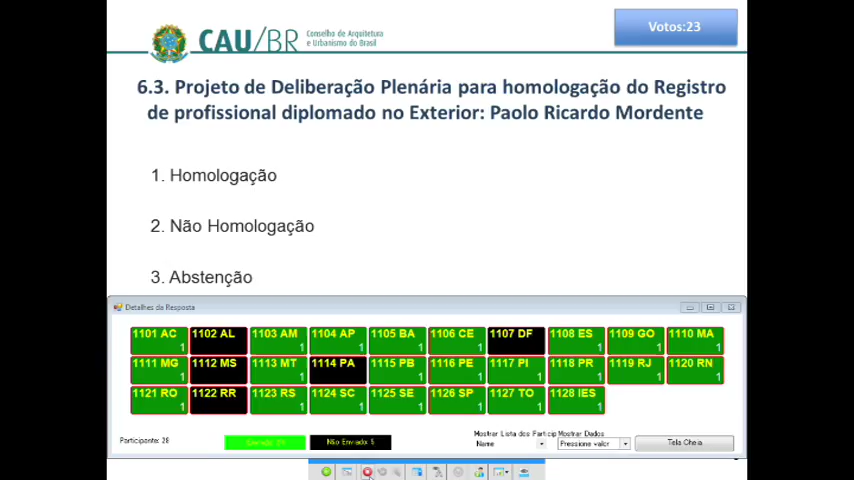 CAU/BR
Conselho de Arquitetura
e Urbanismo do Brasil
Votos:23
6.3. Projeto de Deliberação Plenária para homologação do Registro
de profissional diplomado no Exterior: Paolo Ricardo Mordente
1. Homologação
2. Não Homologação
3. Abstenção
Detalhes da Resposta
1101 AC 1102 AL 1103 AM 1104 AP 1105 BA 1106 CE 1107 DF 1108 ES 1109 GO 1110 MA
1 1 1 1 1 1 1 1
1111 MG 1112 MS 1113 MT 1114 PA 1115 PB 1116 PE 1117 PI 1118 PR 1119 RJ 1120 RN
1 1 1 1 1 1 1 1
1121 RO 1122 RR 1123 RS 1124 SC 1125 SE 1126 SP 1127 TO 1128 IES
1 1 1 1 1 1 1
Mostrar Lista dos Particip Mostrar Dados
Participante: 28
Não Enviado: 5
Name
Pressione valor
Tela Cheia